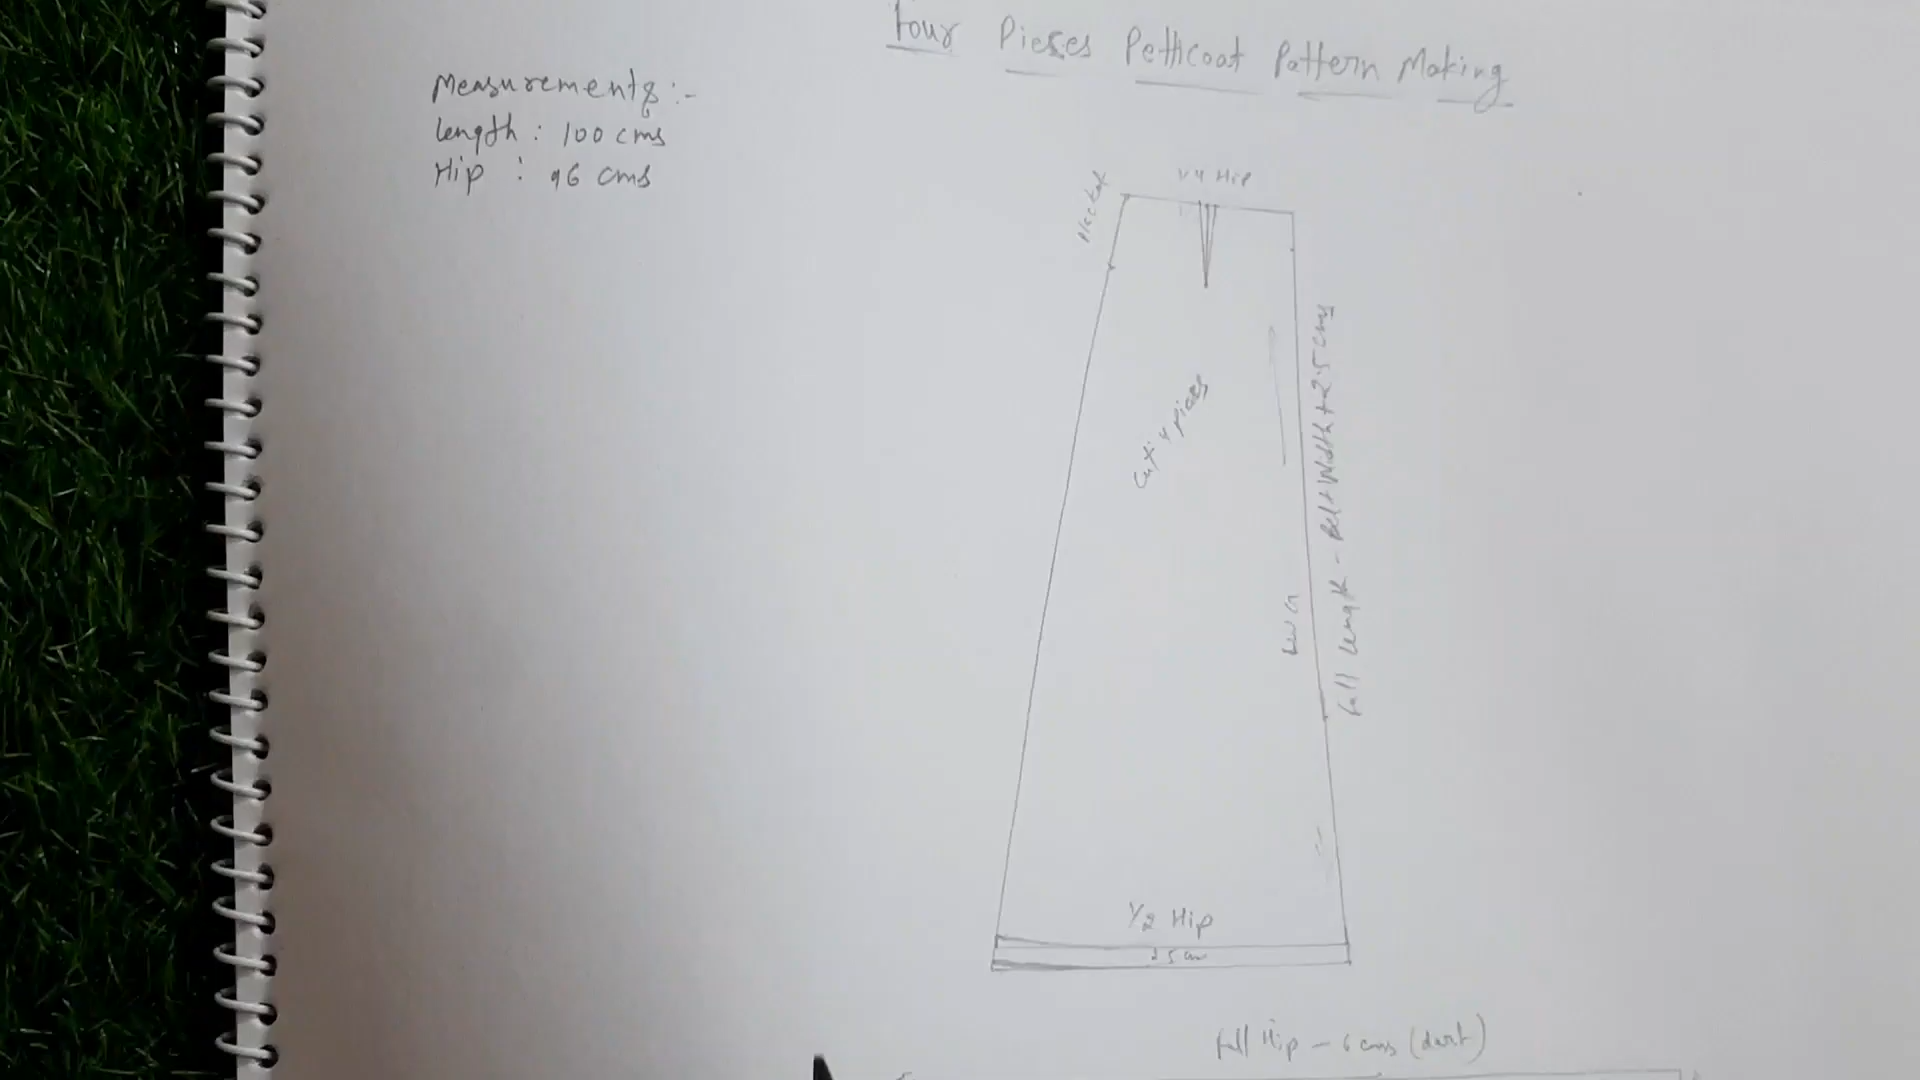 Four Pieses Petticoat Pattern Making
Measurements :-
length : 100 cms
Hip : 96 cms
1/4 Hip
Placket
Cut 4 pieces
Full length - Belt Width + 2.5 cms
1/2 Hip
2.5 cm
full Hip - 6 cms (dart)